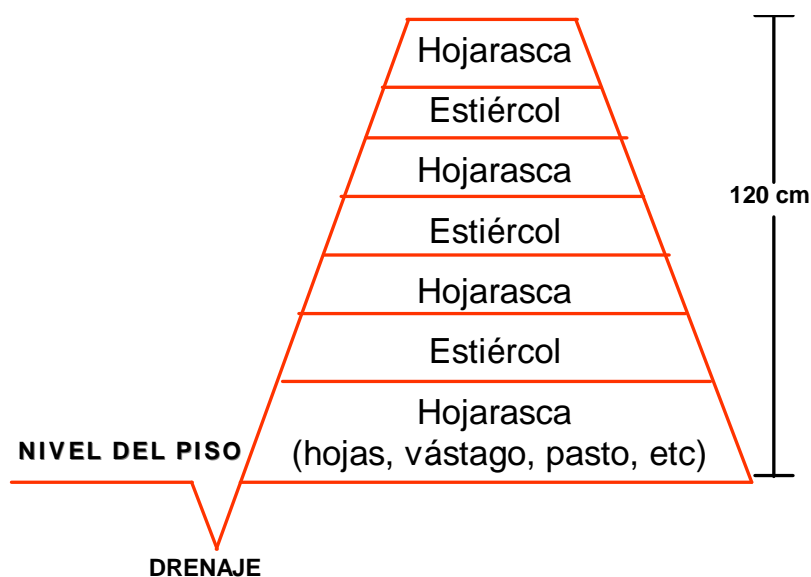 Hojarasca
Estiércol
Hojarasca
120 cm
Estiércol
Hojarasca
Estiércol
Hojarasca
(hojas, vástago, pasto, etc)
NIVEL DEL PISO
DRENAJE